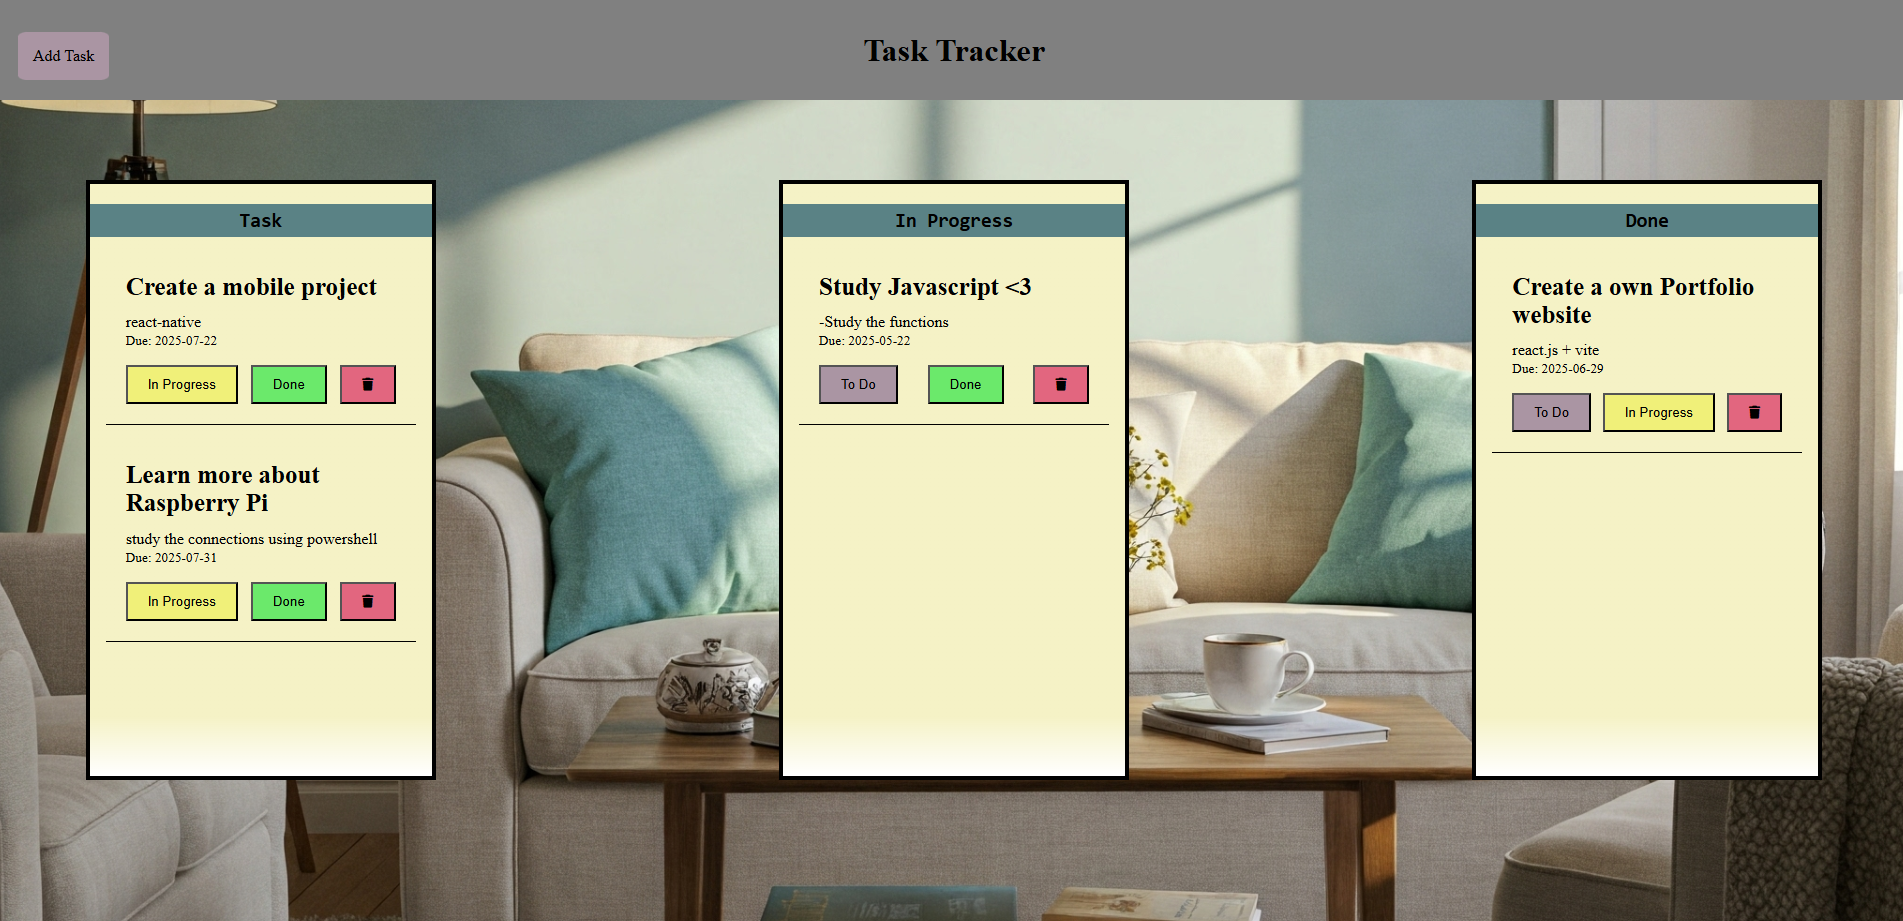 Add Task
Task Tracker
Task
Create a mobile project
react-native
Due: 2025-07-22
In Progress
Done
Learn more about
Raspberry Pi
study the connections using powershell
Due: 2025-07-31
In Progress
Done
In Progress
Study Javascript <3
-Study the functions
Due: 2025-05-22
To Do
Done
Done
Create a own Portfolio
website
react.js + vite
Due: 2025-06-29
To Do
In Progress